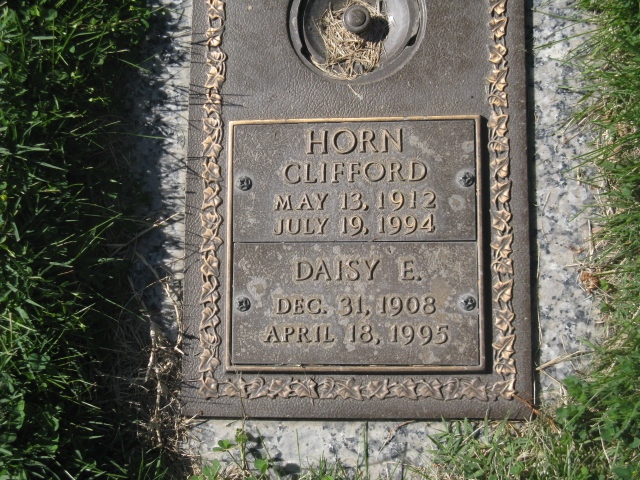 HORN
CLIFFORD
MAY 13, 1912
JULY 19, 1994
DAISY E.
DEC. 31, 1908
APRIL 18, 1995